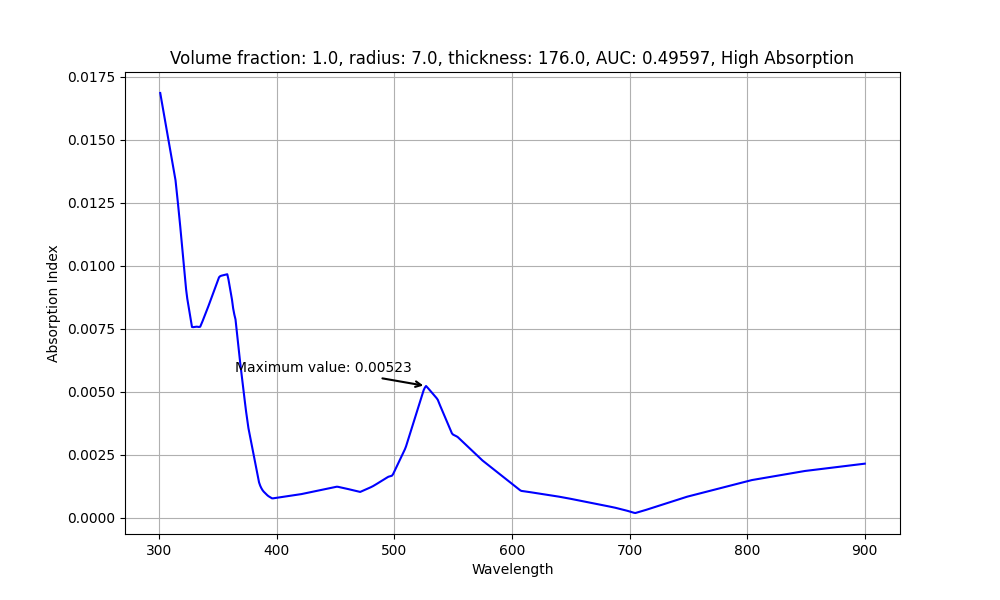 Volume fraction: 1.0, radius: 7.0, thickness: 176.0, AUC: 0.49597, High Absorption
0.0175
0.0150
0.0125
0.0100
0.0075
0.0050
0.0025
0.0000
Absorption Index
Maximum value: 0.00523
300 400 500 600 700 800 900
Wavelength